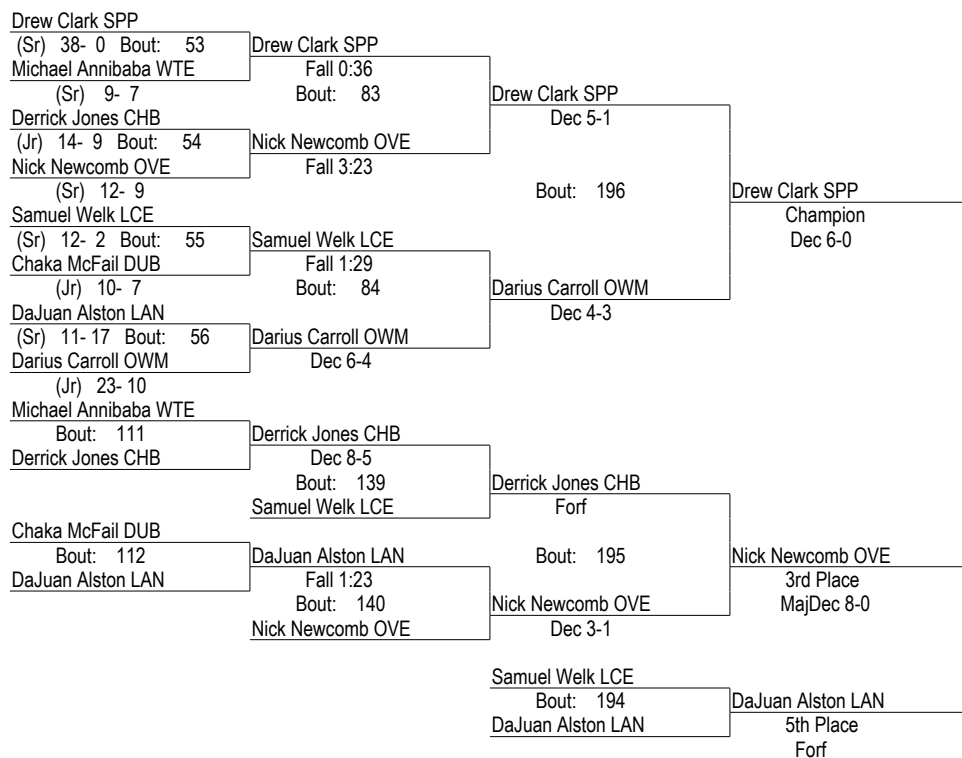 Drew Clark SPP
(Sr) 38- 0 Bout: 53
Drew Clark SPP
Michael Annibaba WTE
Fall 0:36
(Sr) 9- 7
Bout: 83
Drew Clark SPP
Derrick Jones CHB
Dec 5-1
(Jr) 14- 9 Bout: 54
Nick Newcomb OVE
Nick Newcomb OVE
Fall 3:23
(Sr) 12- 9
Bout: 196
Drew Clark SPP
Samuel Welk LCE
Champion
(Sr) 12- 2 Bout: 55
Samuel Welk LCE
Dec 6-0
Chaka McFail DUB
Fall 1:29
(Jr) 10- 7
Bout: 84
Darius Carroll OWM
DaJuan Alston LAN
Dec 4-3
(Sr) 11- 17 Bout: 56
Darius Carroll OWM
Darius Carroll OWM
Dec 6-4
(Jr) 23- 10
Michael Annibaba WTE
Bout: 111
Derrick Jones CHB
Derrick Jones CHB
Dec 8-5
Bout: 139
Derrick Jones CHB
Samuel Welk LCE
Forf
Chaka McFail DUB
Bout: 112
DaJuan Alston LAN
Bout: 195
Nick Newcomb OVE
DaJuan Alston LAN
Fall 1:23
3rd Place
Bout: 140
Nick Newcomb OVE
MajDec 8-0
Nick Newcomb OVE
Dec 3-1
Samuel Welk LCE
Bout: 194
DaJuan Alston LAN
DaJuan Alston LAN
5th Place
Forf